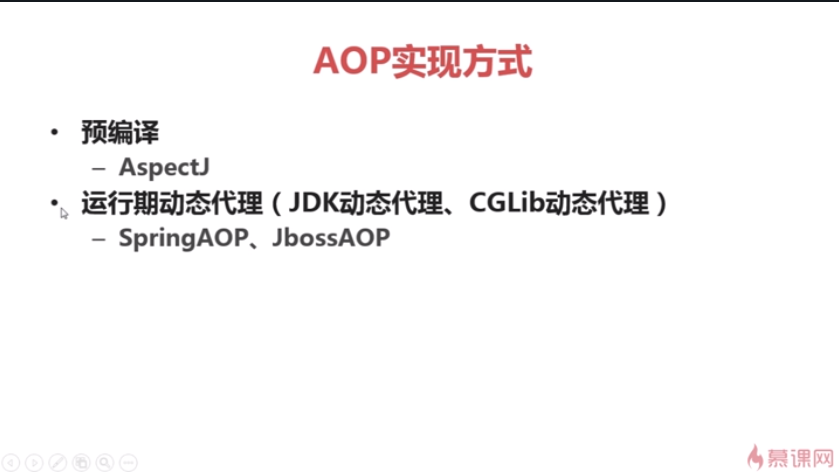 AOP实现方式
• 预编译
– AspectJ
• 运行期动态代理（JDK动态代理、CGLib动态代理）
– SpringAOP、JbossAOP
慕课网